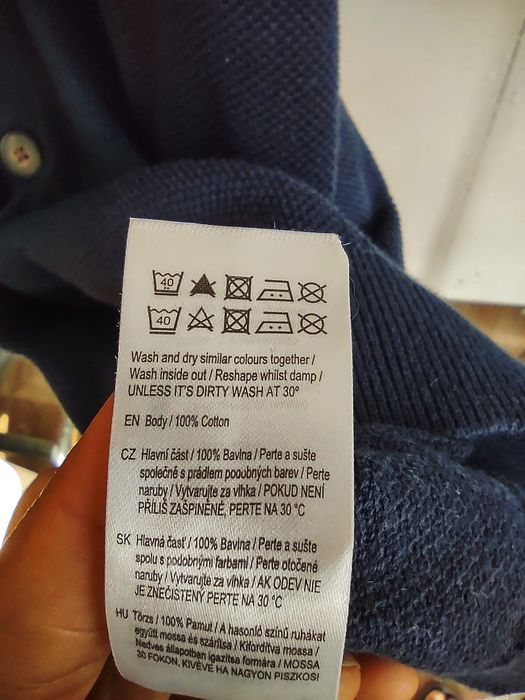 40
40
Wash and dry similar colours together /
Wash inside out / Reshape whilst damp /
UNLESS IT'S DIRTY WASH AT 30°
EN Body / 100% Cotton
CZ Hlavní část / 100% Bavlna / Perte a sušte
společně s prádlem podobných barev / Perte
naruby / Vytvarujte za vlhka / POKUD NENÍ
PŘÍLIŠ ZAŠPINĚNÉ, PERTE NA 30 °C
SK Hlavná časť / 100% Bavlna / Perte a sušte
spolu s podobnými farbami / Perte otočené
naruby / Vytvarujte za vlhka / AK ODEV NIE
JE ZNEČISTENÝ PERTE NA 30 °C
HU Törzs / 100% Pamut / A hasonló színű ruhákat
együtt mossa és szárítsa / Kifordítva mossa /
Nedves állapotban igazítsa formára / MOSSA
30 FOKON, KIVÉVE HA NAGYON PISZKOS!